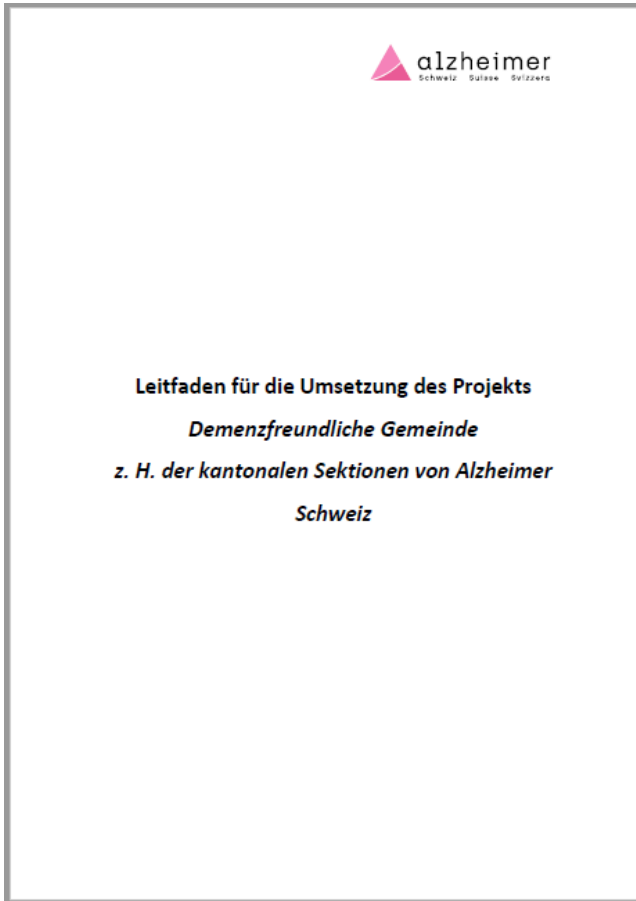 alzheimer
Schweiz Suisse Svizzera
Leitfaden für die Umsetzung des Projekts
Demenzfreundliche Gemeinde
z. H. der kantonalen Sektionen von Alzheimer
Schweiz